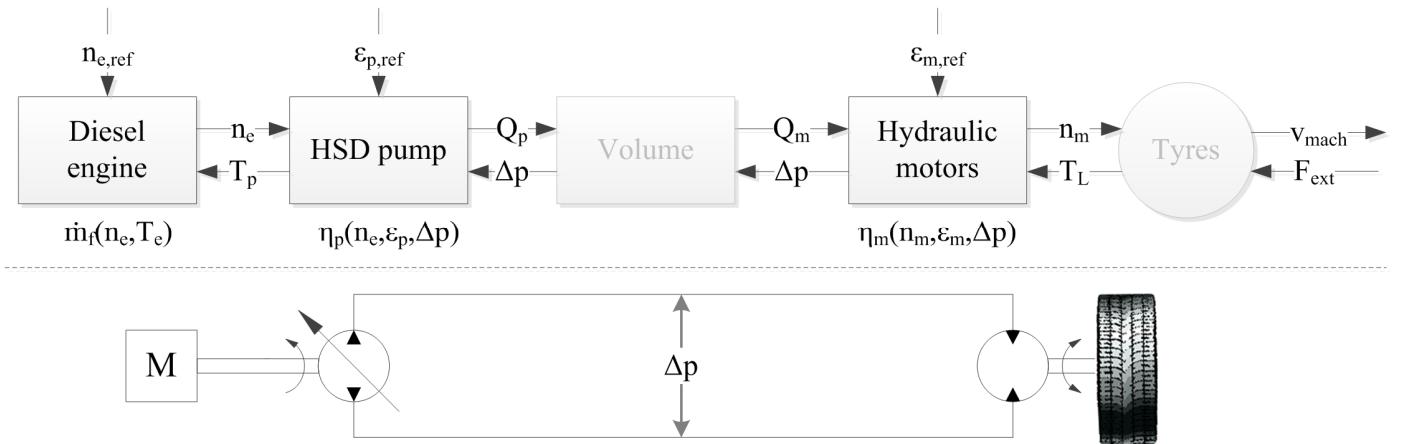 n_e,ref ε_p,ref ε_m,ref
Diesel engine n_e T_p HSD pump Q_p Δp Volume Q_m Δp Hydraulic motors n_m T_L Tyres v_mach F_ext
ṁ_f(n_e,T_e) η_p(n_e,ε_p,Δp) η_m(n_m,ε_m,Δp)
M Δp